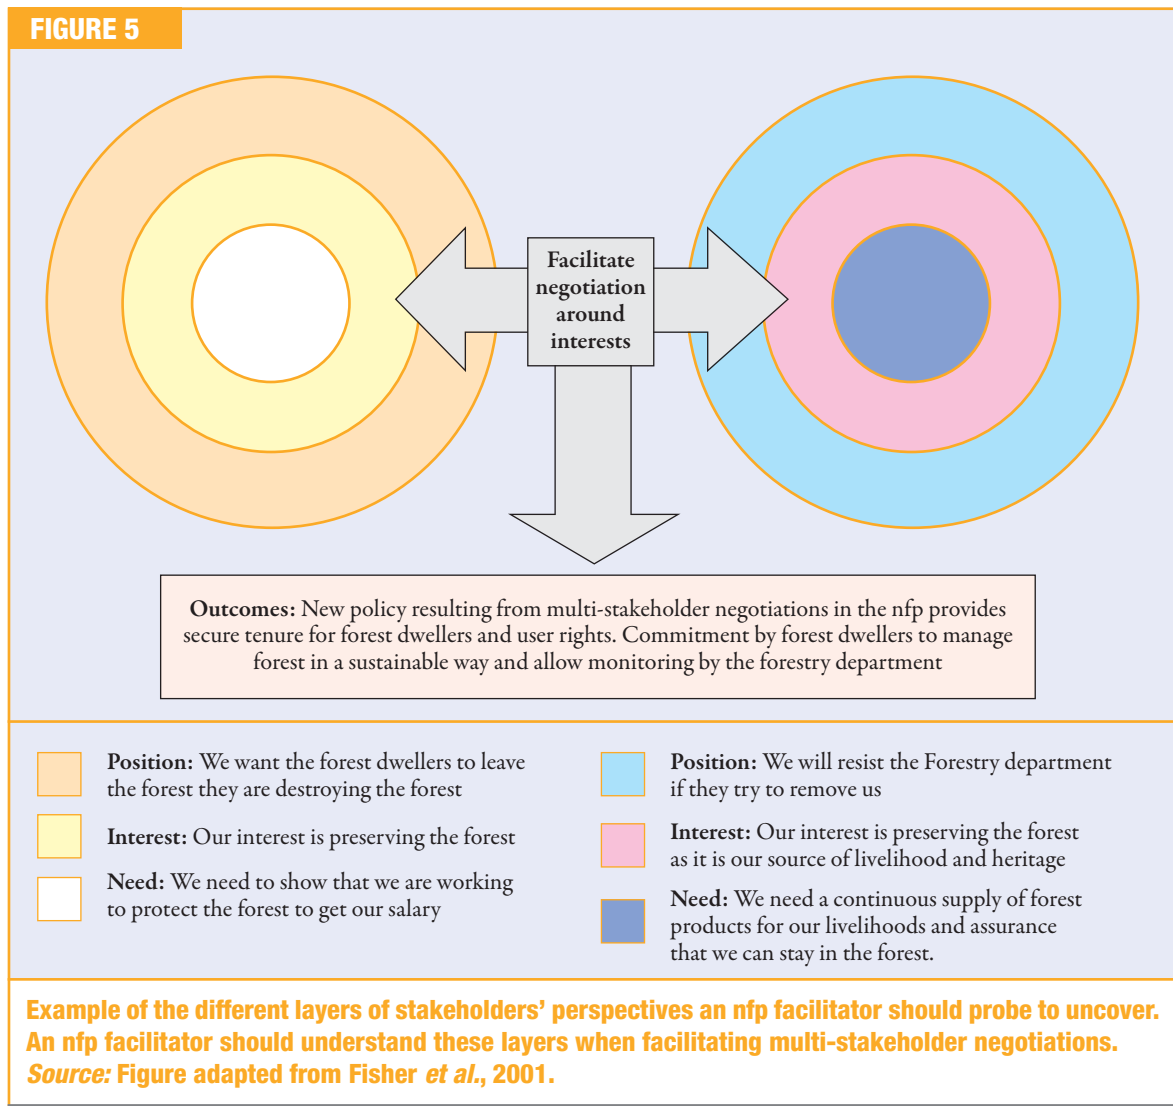 FIGURE 5
Facilitate
negotiation
around
interests
Outcomes: New policy resulting from multi-stakeholder negotiations in the nfp provides
secure tenure for forest dwellers and user rights. Commitment by forest dwellers to manage
forest in a sustainable way and allow monitoring by the forestry department
Position: We want the forest dwellers to leave
the forest they are destroying the forest
Interest: Our interest is preserving the forest
Need: We need to show that we are working
to protect the forest to get our salary
Position: We will resist the Forestry department
if they try to remove us
Interest: Our interest is preserving the forest
as it is our source of livelihood and heritage
Need: We need a continuous supply of forest
products for our livelihoods and assurance
that we can stay in the forest.
Example of the different layers of stakeholders’ perspectives an nfp facilitator should probe to uncover.
An nfp facilitator should understand these layers when facilitating multi-stakeholder negotiations.
Source: Figure adapted from Fisher et al., 2001.